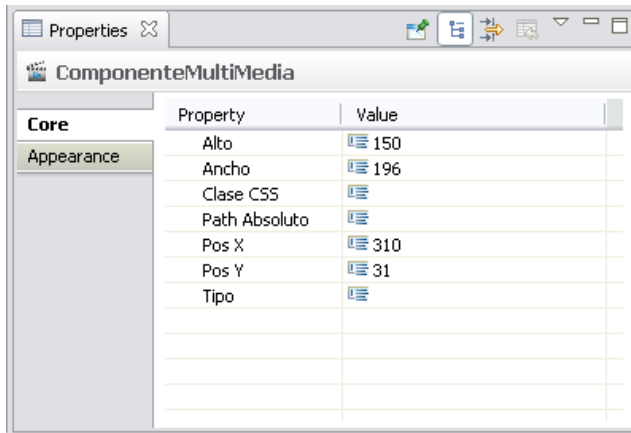 Properties
ComponenteMultiMedia
Core
Appearance
Property Value
Alto 150
Ancho 196
Clase CSS
Path Absoluto
Pos X 310
Pos Y 31
Tipo